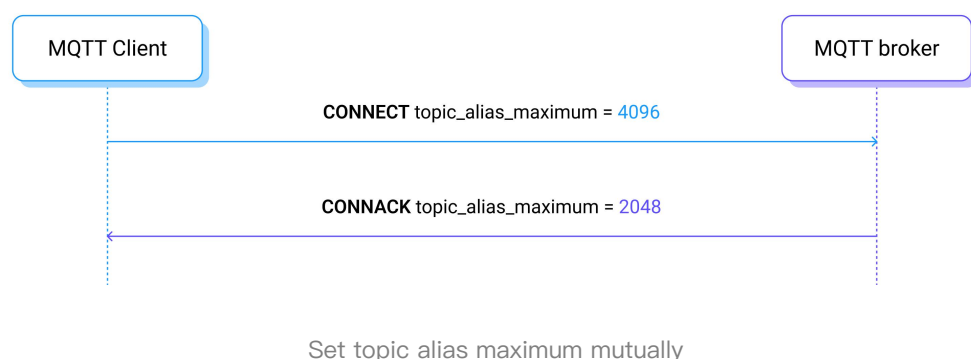 MQTT Client
MQTT broker
CONNECT topic_alias_maximum = 4096
CONNACK topic_alias_maximum = 2048
Set topic alias maximum mutually